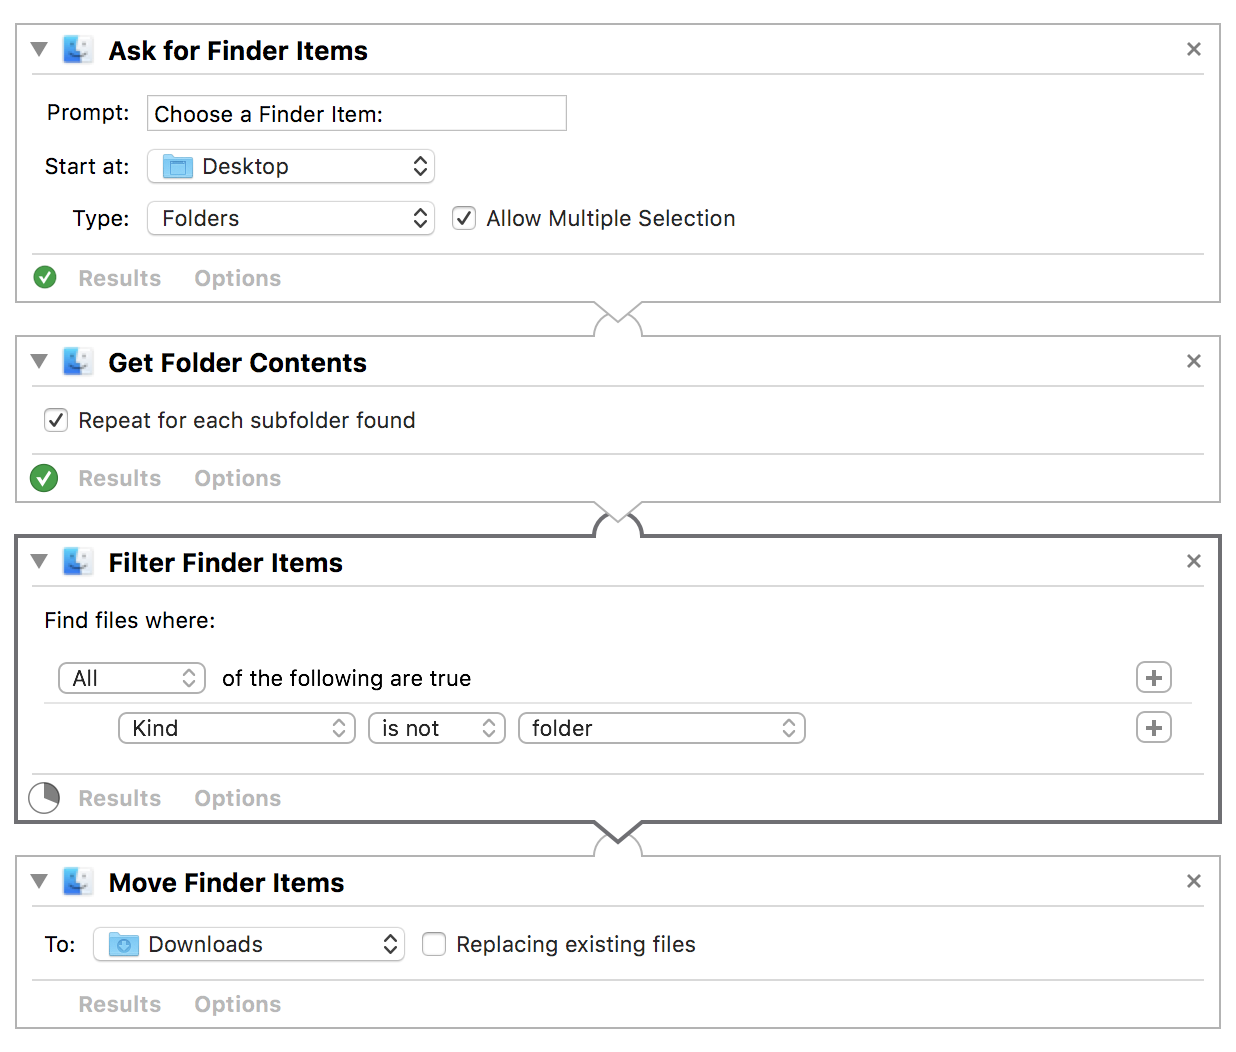 Ask for Finder Items
Prompt: Choose a Finder Item:
Start at: Desktop
Type: Folders Allow Multiple Selection
Results Options
Get Folder Contents
Repeat for each subfolder found
Results Options
Filter Finder Items
Find files where:
All of the following are true
Kind is not folder
Results Options
Move Finder Items
To: Downloads Replacing existing files
Results Options